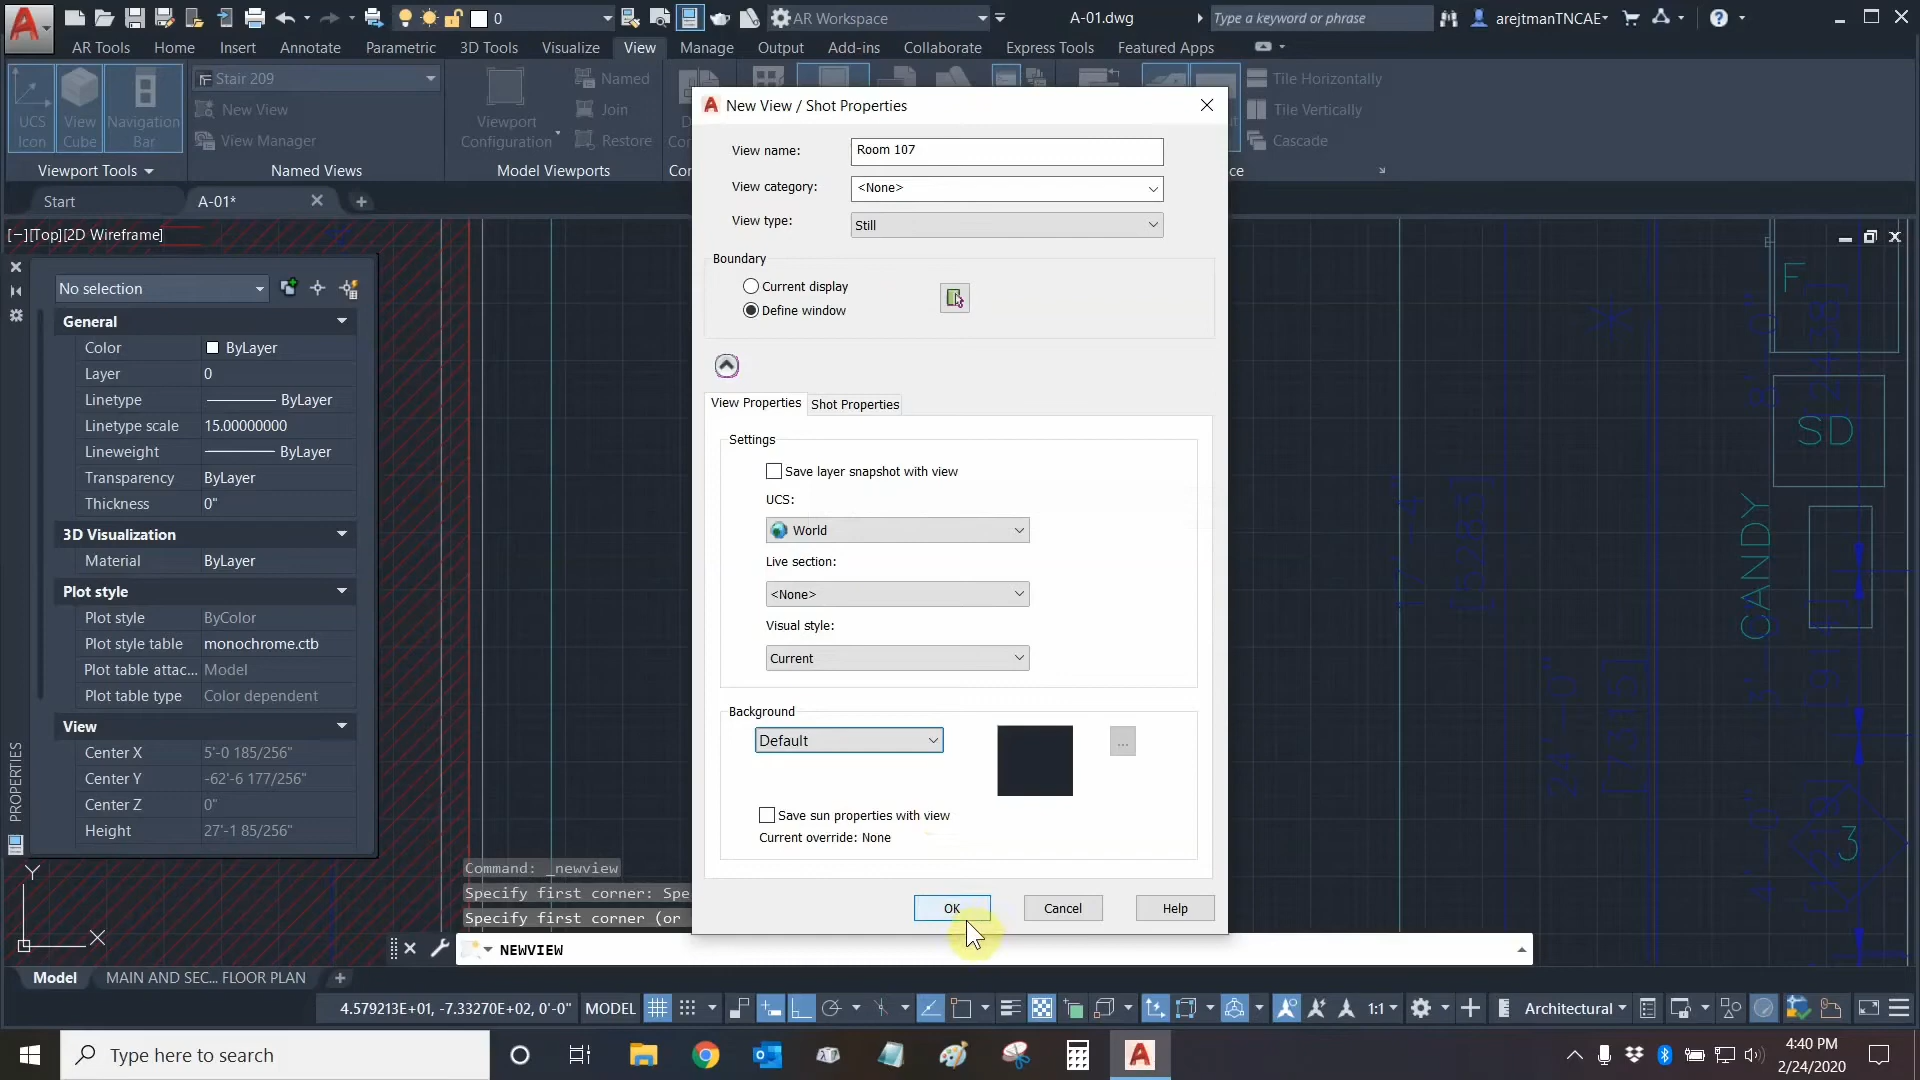 0
AR Workspace
A-01.dwg
Type a keyword or phrase
arejtmanTNCAE
AR Tools
Home
Insert
Annotate
Parametric
3D Tools
Visualize
View
Manage
Output
Add-ins
Collaborate
Express Tools
Featured Apps
UCS Icon
View Cube
Navigation Bar
Stair 209
New View
View Manager
Viewport Configuration
Named
Join
Restore
Tile Horizontally
Tile Vertically
Cascade
Viewport Tools
Named Views
Model Viewports
Start
A-01*
[−][Top][2D Wireframe]
No selection
General
Color ByLayer
Layer 0
Linetype ByLayer
Linetype scale 15.00000000
Lineweight ByLayer
Transparency ByLayer
Thickness 0"
3D Visualization
Material ByLayer
Plot style
Plot style ByColor
Plot style table monochrome.ctb
Plot table attac... Model
Plot table type Color dependent
View
Center X 5'-0 185/256"
Center Y -62'-6 177/256"
Center Z 0"
Height 27'-1 85/256"
PROPERTIES
New View / Shot Properties
View name: Room 107
View category: <None>
View type: Still
Boundary
Current display
Define window
View Properties
Shot Properties
Settings
Save layer snapshot with view
UCS:
World
Live section:
<None>
Visual style:
Current
Background
Default
...
Save sun properties with view
Current override: None
OK
Cancel
Help
F
SD
CANDY
3
24'-0"
[7315]
Y
X
Command: _newview
Specify first corner: Spe
Specify first corner (or
NEWVIEW
Model
MAIN AND SEC... FLOOR PLAN
4.579213E+01, -7.33270E+02, 0'-0"
MODEL
1:1
Architectural
Type here to search
4:40 PM
2/24/2020